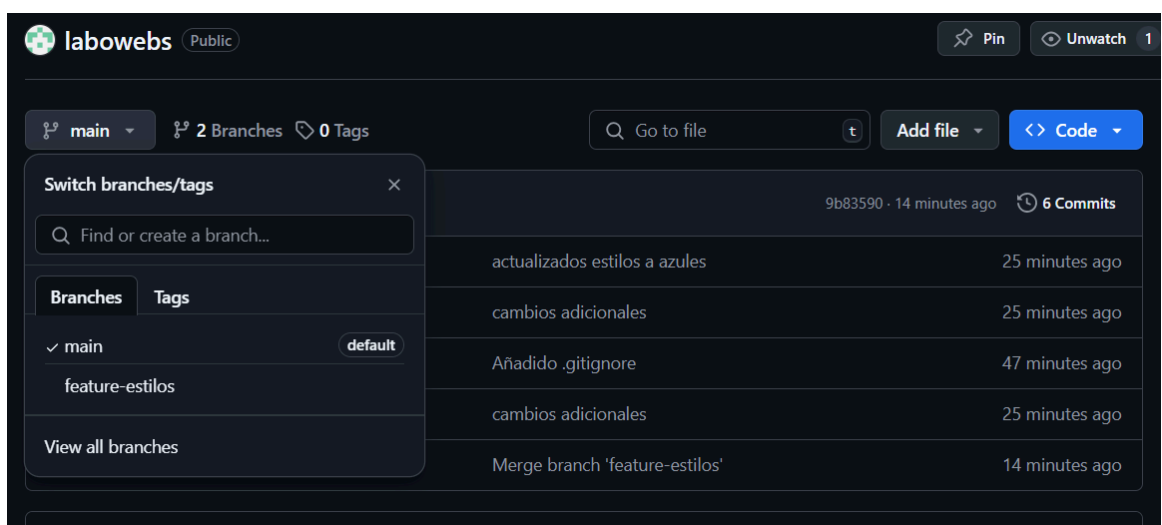 labowebs Public Pin Unwatch 1
main 2 Branches 0 Tags Go to file t Add file <> Code
Switch branches/tags
9b83590 · 14 minutes ago 6 Commits
Find or create a branch...
actualizados estilos a azules 25 minutes ago
Branches Tags
cambios adicionales 25 minutes ago
main default
Añadido .gitignore 47 minutes ago
feature-estilos
cambios adicionales 25 minutes ago
View all branches
Merge branch 'feature-estilos' 14 minutes ago